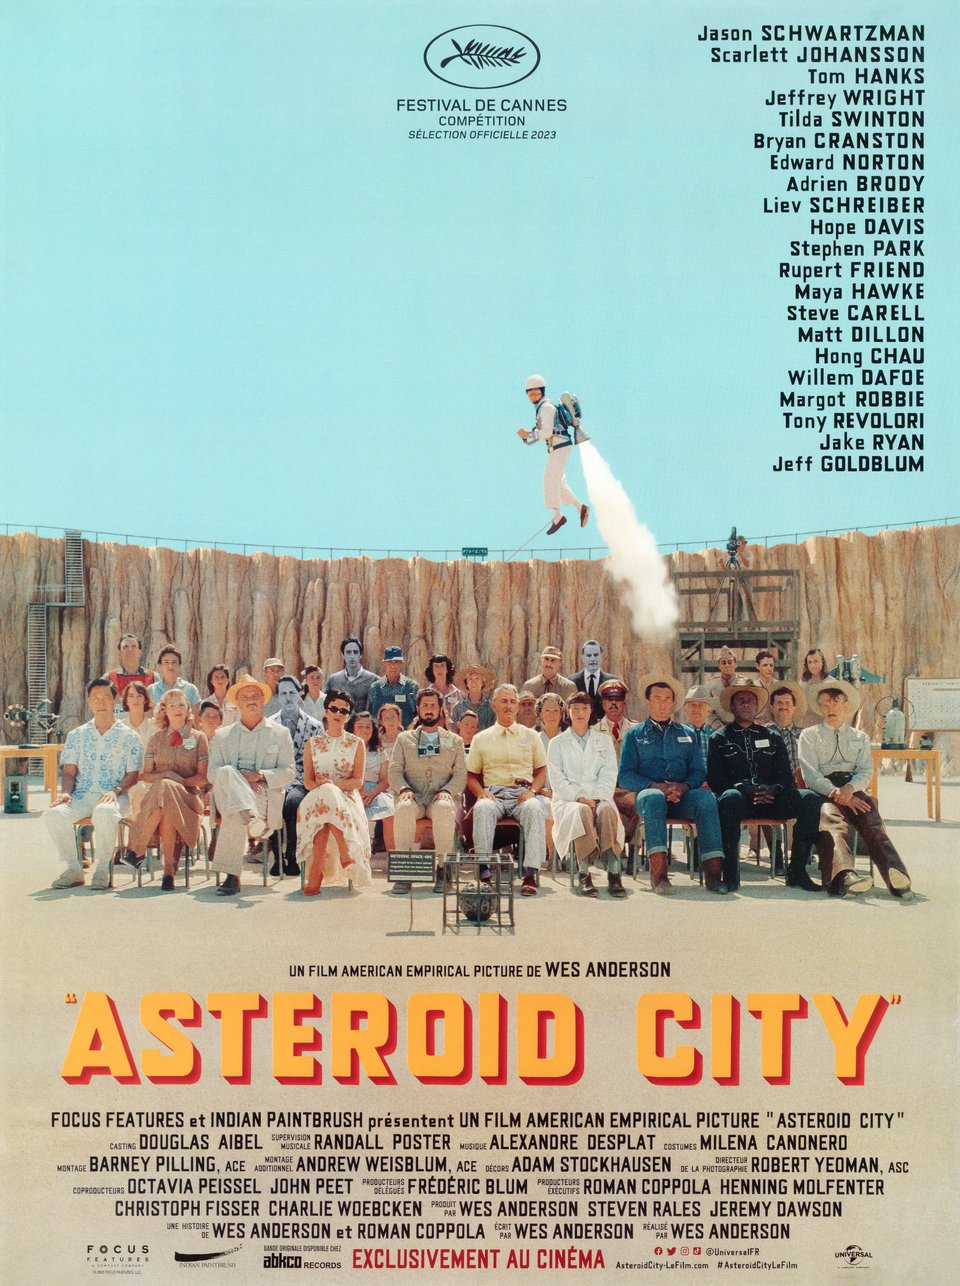 FESTIVAL DE CANNES
COMPÉTITION
SÉLECTION OFFICIELLE 2023
Jason SCHWARTZMAN
Scarlett JOHANSSON
Tom HANKS
Jeffrey WRIGHT
Tilda SWINTON
Bryan CRANSTON
Edward NORTON
Adrien BRODY
Liev SCHREIBER
Hope DAVIS
Stephen PARK
Rupert FRIEND
Maya HAWKE
Steve CARELL
Matt DILLON
Hong CHAU
Willem DAFOE
Margot ROBBIE
Tony REVOLORI
Jake RYAN
Jeff GOLDBLUM
UN FILM AMERICAN EMPIRICAL PICTURE DE WES ANDERSON
"ASTEROID CITY"
FOCUS FEATURES et INDIAN PAINTBRUSH présentent UN FILM AMERICAN EMPIRICAL PICTURE "ASTEROID CITY"
CASTING DOUGLAS AIBEL SUPERVISION MUSICALE RANDALL POSTER MUSIQUE ALEXANDRE DESPLAT COSTUMES MILENA CANONERO
MONTAGE BARNEY PILLING, ACE MONTAGE ADDITIONNEL ANDREW WEISBLUM, ACE DÉCORS ADAM STOCKHAUSEN DIRECTEUR DE LA PHOTOGRAPHIE ROBERT YEOMAN, ASC
COPRODUCTEURS OCTAVIA PEISSEL JOHN PEET PRODUCTEURS DÉLÉGUÉS FRÉDÉRIC BLUM PRODUCTEURS EXÉCUTIFS ROMAN COPPOLA HENNING MOLFENTER
CHRISTOPH FISSER CHARLIE WOEBCKEN PRODUIT PAR WES ANDERSON STEVEN RALES JEREMY DAWSON
UNE HISTOIRE DE WES ANDERSON et ROMAN COPPOLA ÉCRIT PAR WES ANDERSON RÉALISÉ PAR WES ANDERSON
FOCUS FEATURES
A COMCAST COMPANY
© 2023 FOCUS FEATURES, LLC
INDIAN PAINTBRUSH
BANDE ORIGINALE DISPONIBLE CHEZ
abkco RECORDS
EXCLUSIVEMENT AU CINÉMA
@UniversalFR
AsteroidCity-LeFilm.com #AsteroidCityLeFilm
UNIVERSAL
A COMCAST COMPANY